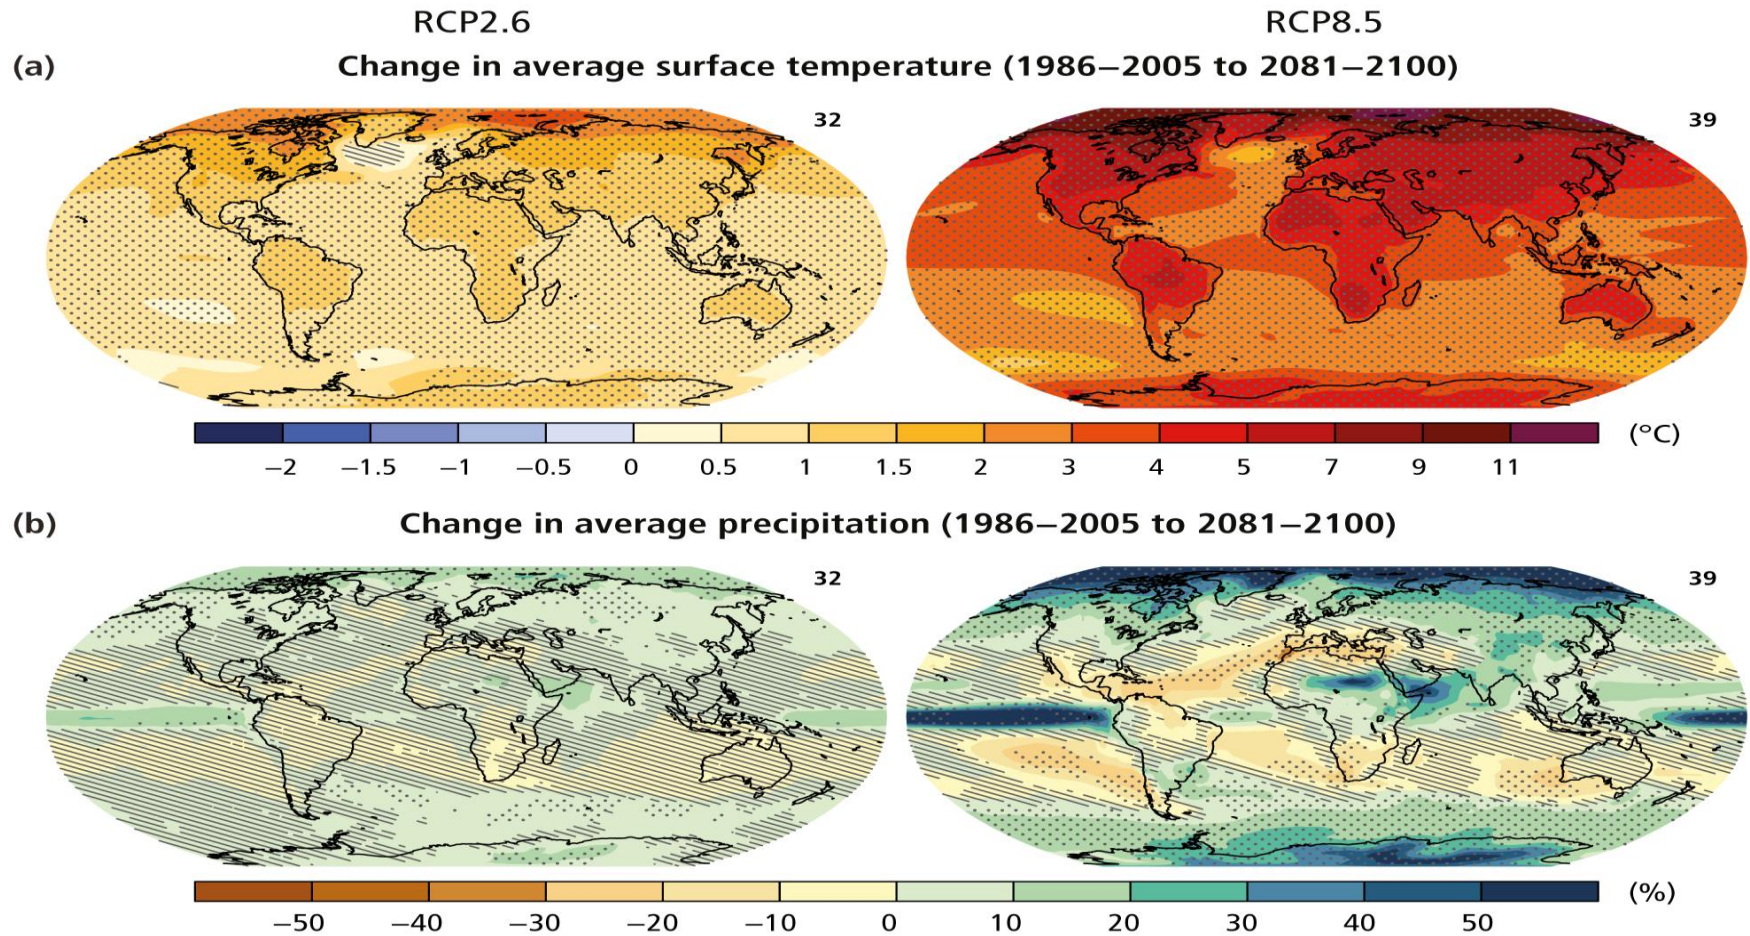 RCP2.6 RCP8.5
(a) Change in average surface temperature (1986–2005 to 2081–2100)
32 39
−2 −1.5 −1 −0.5 0 0.5 1 1.5 2 3 4 5 7 9 11 (°C)
(b) Change in average precipitation (1986–2005 to 2081–2100)
32 39
−50 −40 −30 −20 −10 0 10 20 30 40 50 (%)